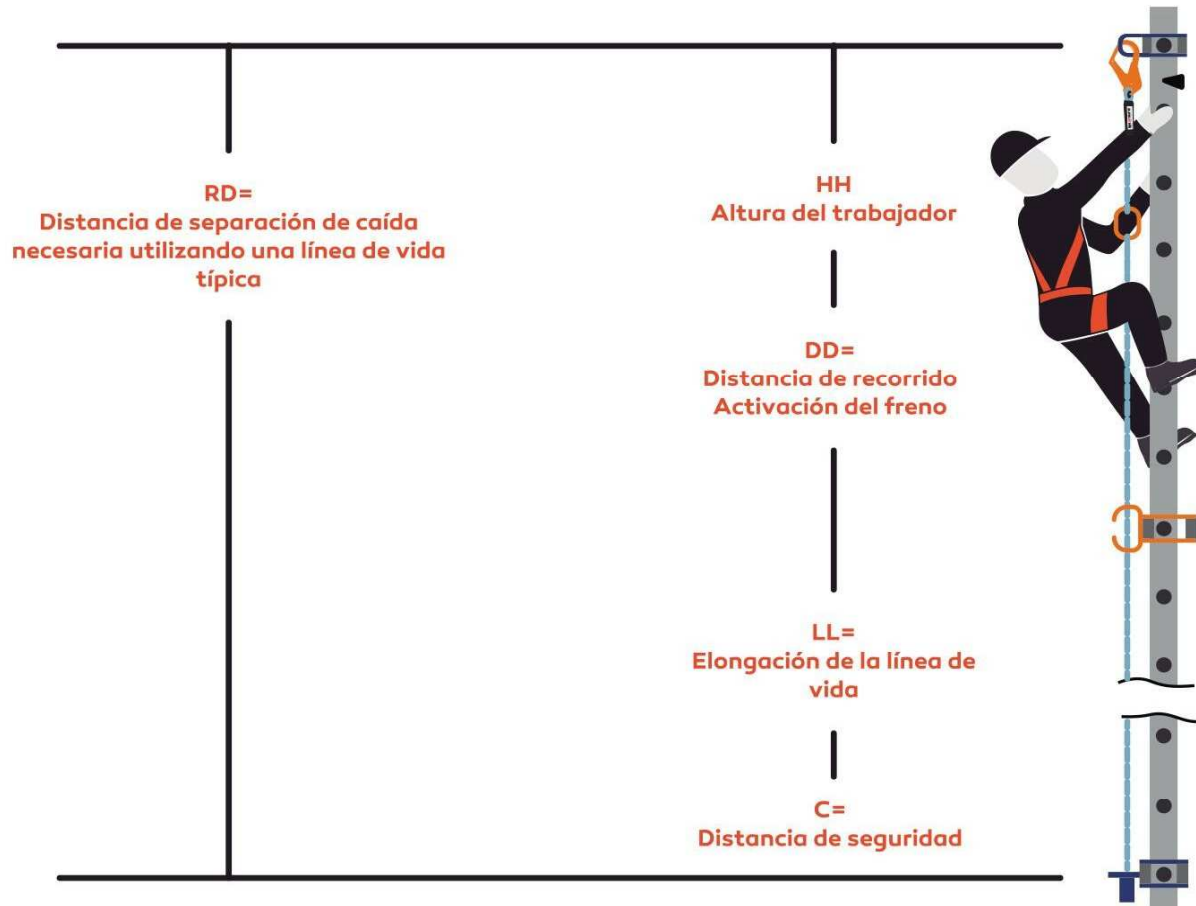 RD=
Distancia de separación de caída
necesaria utilizando una línea de vida
típica
HH
Altura del trabajador
DD=
Distancia de recorrido
Activación del freno
LL=
Elongación de la línea de
vida
C=
Distancia de seguridad